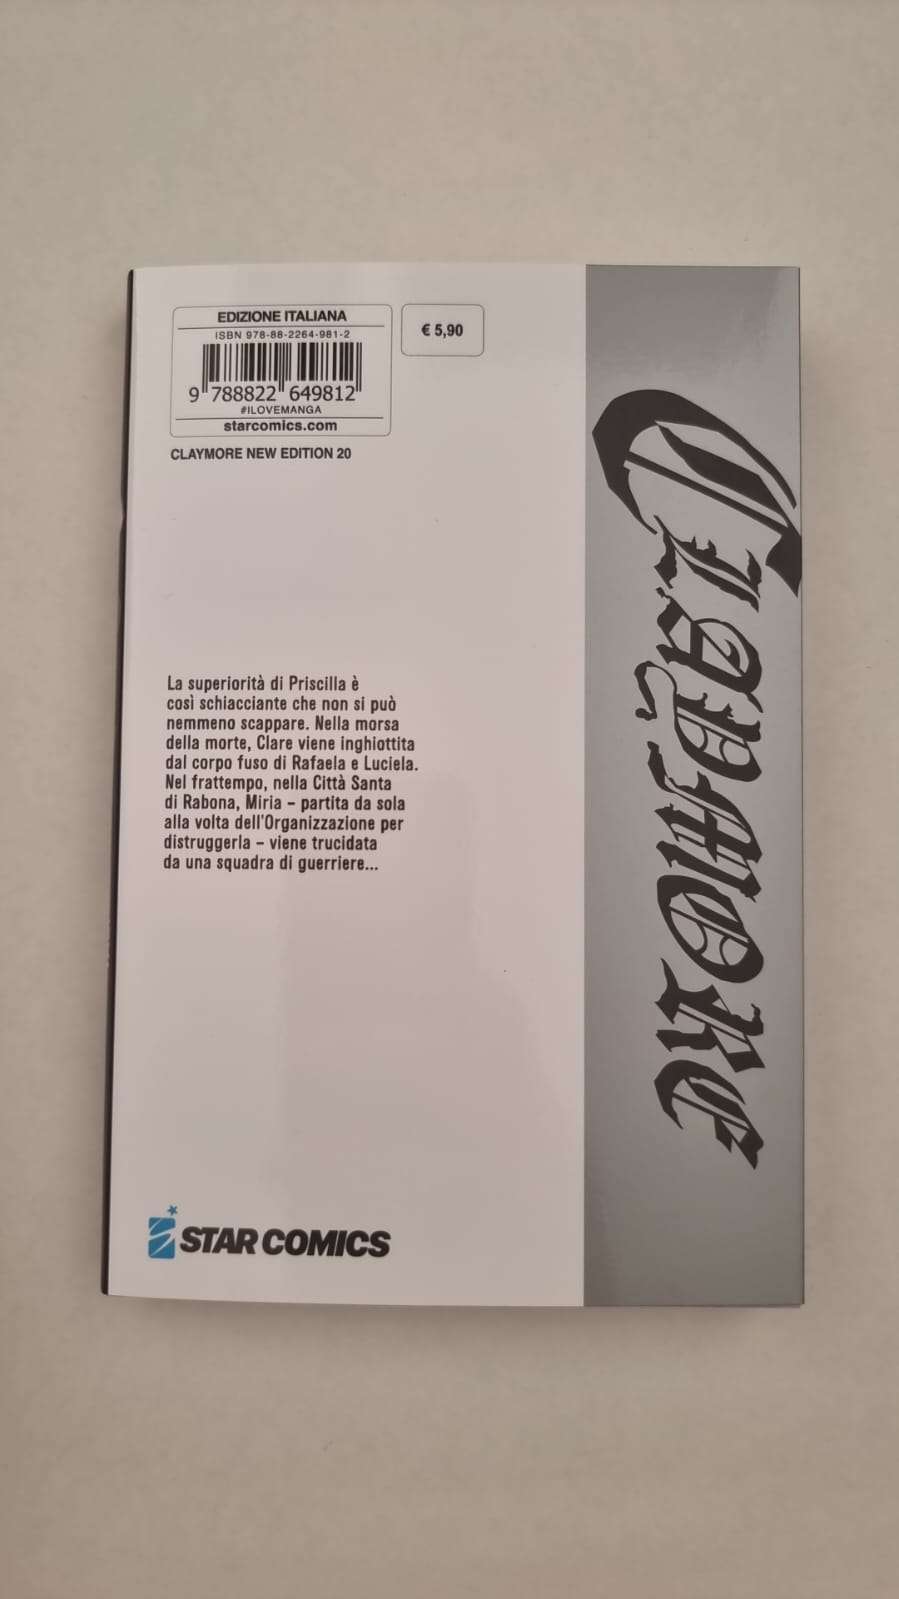 EDIZIONE ITALIANA
ISBN 978-88-2264-981-2
9 788822 649812
#ILOVEMANGA
starcomics.com
€ 5,90
CLAYMORE NEW EDITION 20
La superiorità di Priscilla è
così schiacciante che non si può
nemmeno scappare. Nella morsa
della morte, Clare viene inghiottita
dal corpo fuso di Rafaela e Luciela.
Nel frattempo, nella Città Santa
di Rabona, Miria – partita da sola
alla volta dell'Organizzazione per
distruggerla – viene trucidata
da una squadra di guerriere...
STAR COMICS
CLAYMORE